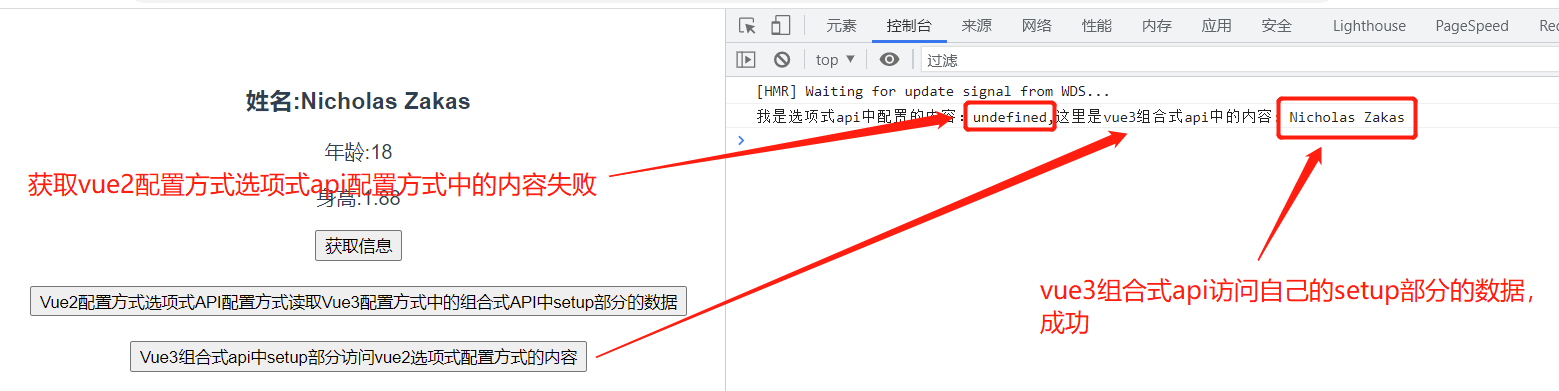 姓名:Nicholas Zakas
年龄:18
获取vue2配置方式选项式api配置方式中的内容失败
身高:1.88
获取信息
Vue2配置方式选项式API配置方式读取Vue3配置方式中的组合式API中setup部分的数据
Vue3组合式api中setup部分访问vue2选项式配置方式的内容
元素 控制台 来源 网络 性能 内存 应用 安全 Lighthouse PageSpeed Rec
top 过滤
[HMR] Waiting for update signal from WDS...
我是选项式api中配置的内容：undefined,这里是vue3组合式api中的内容：Nicholas Zakas
vue3组合式api访问自己的setup部分的数据，
成功